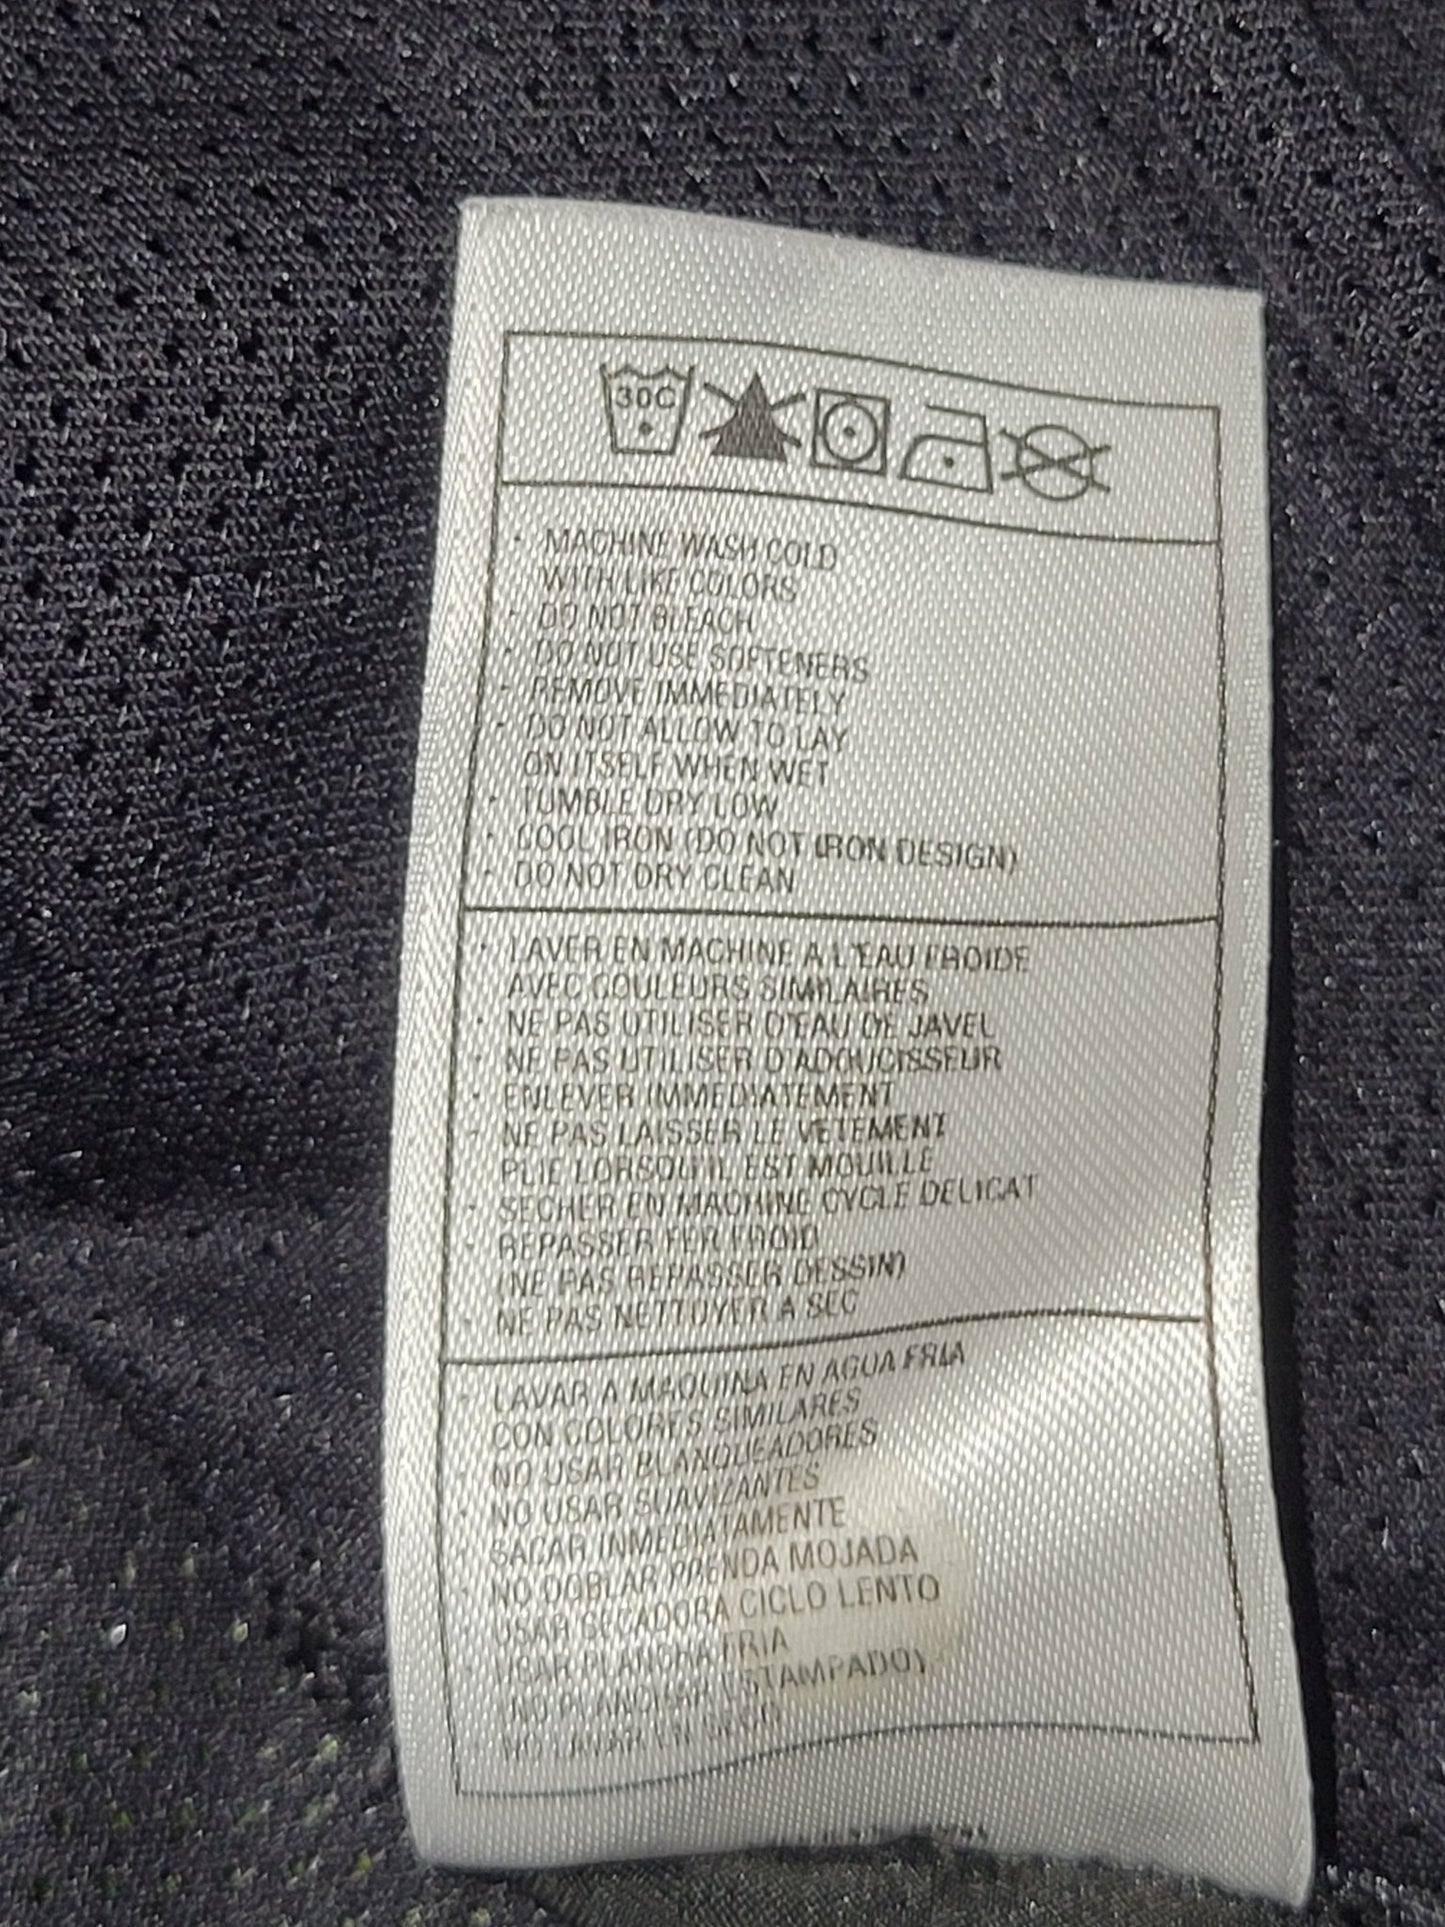 30C
· MACHINE WASH COLD
WITH LIKE COLORS
· DO NOT BLEACH
· DO NOT USE SOFTENERS
· REMOVE IMMEDIATELY
· DO NOT ALLOW TO LAY
ON ITSELF WHEN WET
· TUMBLE DRY LOW
· COOL IRON (DO NOT IRON DESIGN)
· DO NOT DRY CLEAN
· LAVER EN MACHINE A L'EAU FROIDE
AVEC COULEURS SIMILAIRES
· NE PAS UTILISER D'EAU DE JAVEL
· NE PAS UTILISER D'ADOUCISSEUR
· ENLEVER IMMEDIATEMENT
· NE PAS LAISSER LE VETEMENT
PLIE LORSQU'IL EST MOUILLE
· SECHER EN MACHINE CYCLE DELICAT
· REPASSER FER FROID
(NE PAS REPASSER DESSIN)
· NE PAS NETTOYER A SEC
· LAVAR A MAQUINA EN AGUA FRIA
CON COLORES SIMILARES
· NO USAR BLANQUEADORES
· NO USAR SUAVIZANTES
· SACAR INMEDIATAMENTE
· NO DOBLAR PRENDA MOJADA
· USAR SECADORA CICLO LENTO
· USAR PLANCHA FRIA
(NO PLANCHAR ESTAMPADO)
· NO LAVAR EN SECO